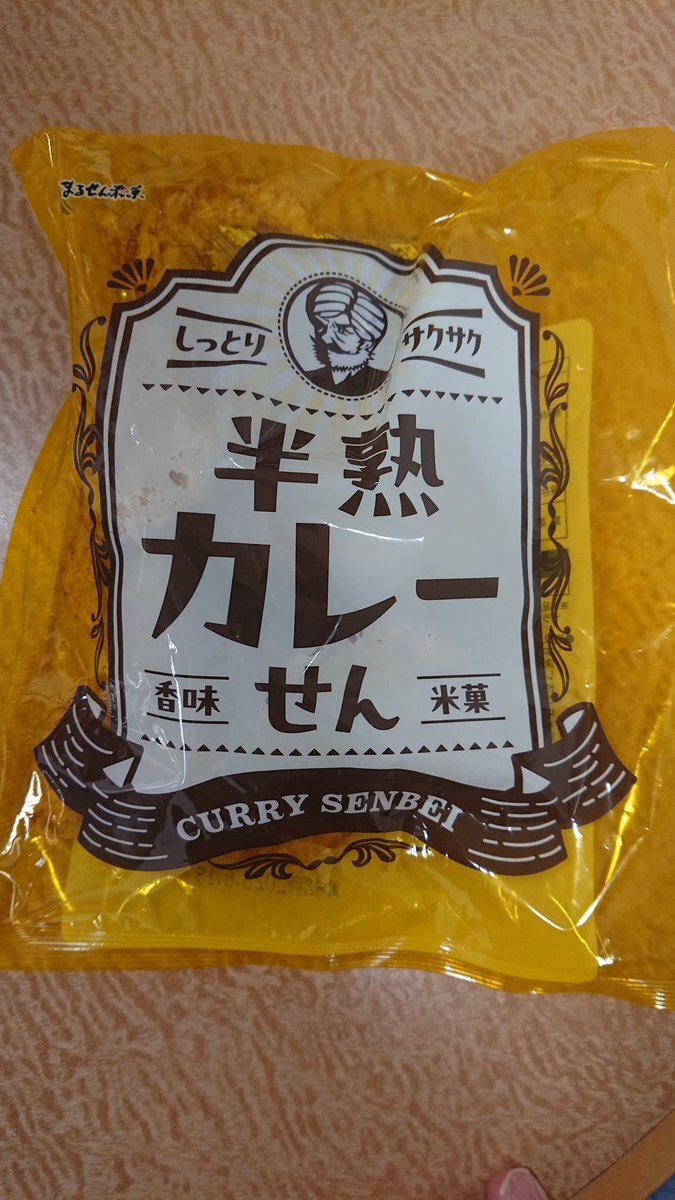 まるせん米菓
しっとり サクサク
半熟
カレー
香味 せん 米菓
CURRY SENBEI